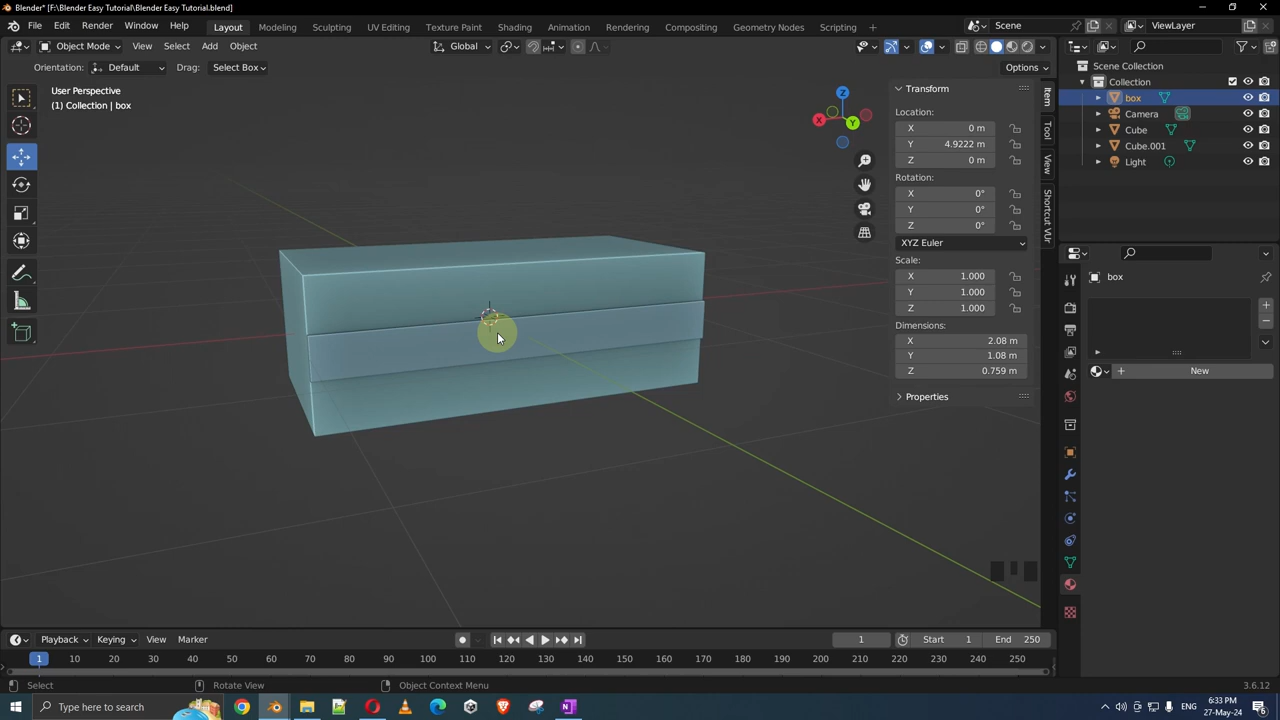 Blender* [F:\Blender Easy Tutorial\Blender Easy Tutorial.blend]
File Edit Render Window Help Layout Modeling Sculpting UV Editing Texture Paint Shading Animation Rendering Compositing Geometry Nodes Scripting + Scene ViewLayer
Object Mode View Select Add Object Global
Orientation: Default Drag: Select Box Options
User Perspective
(1) Collection | box
Z
X
Y
Transform
Location:
X 0 m
Y 4.9222 m
Z 0 m
Rotation:
X 0°
Y 0°
Z 0°
XYZ Euler
Scale:
X 1.000
Y 1.000
Z 1.000
Dimensions:
X 2.08 m
Y 1.08 m
Z 0.759 m
Properties
Item
Tool
View
Shortcut VUr
Scene Collection
Collection
box
Camera
Cube
Cube.001
Light
box
New
Playback Keying View Marker 1 Start 1 End 250
1 10 20 30 40 50 60 70 80 90 100 110 120 130 140 150 160 170 180 190 200 210 220 230 240 250
Select Rotate View Object Context Menu 3.6.12
Type here to search
ENG
6:33 PM
27-May-24